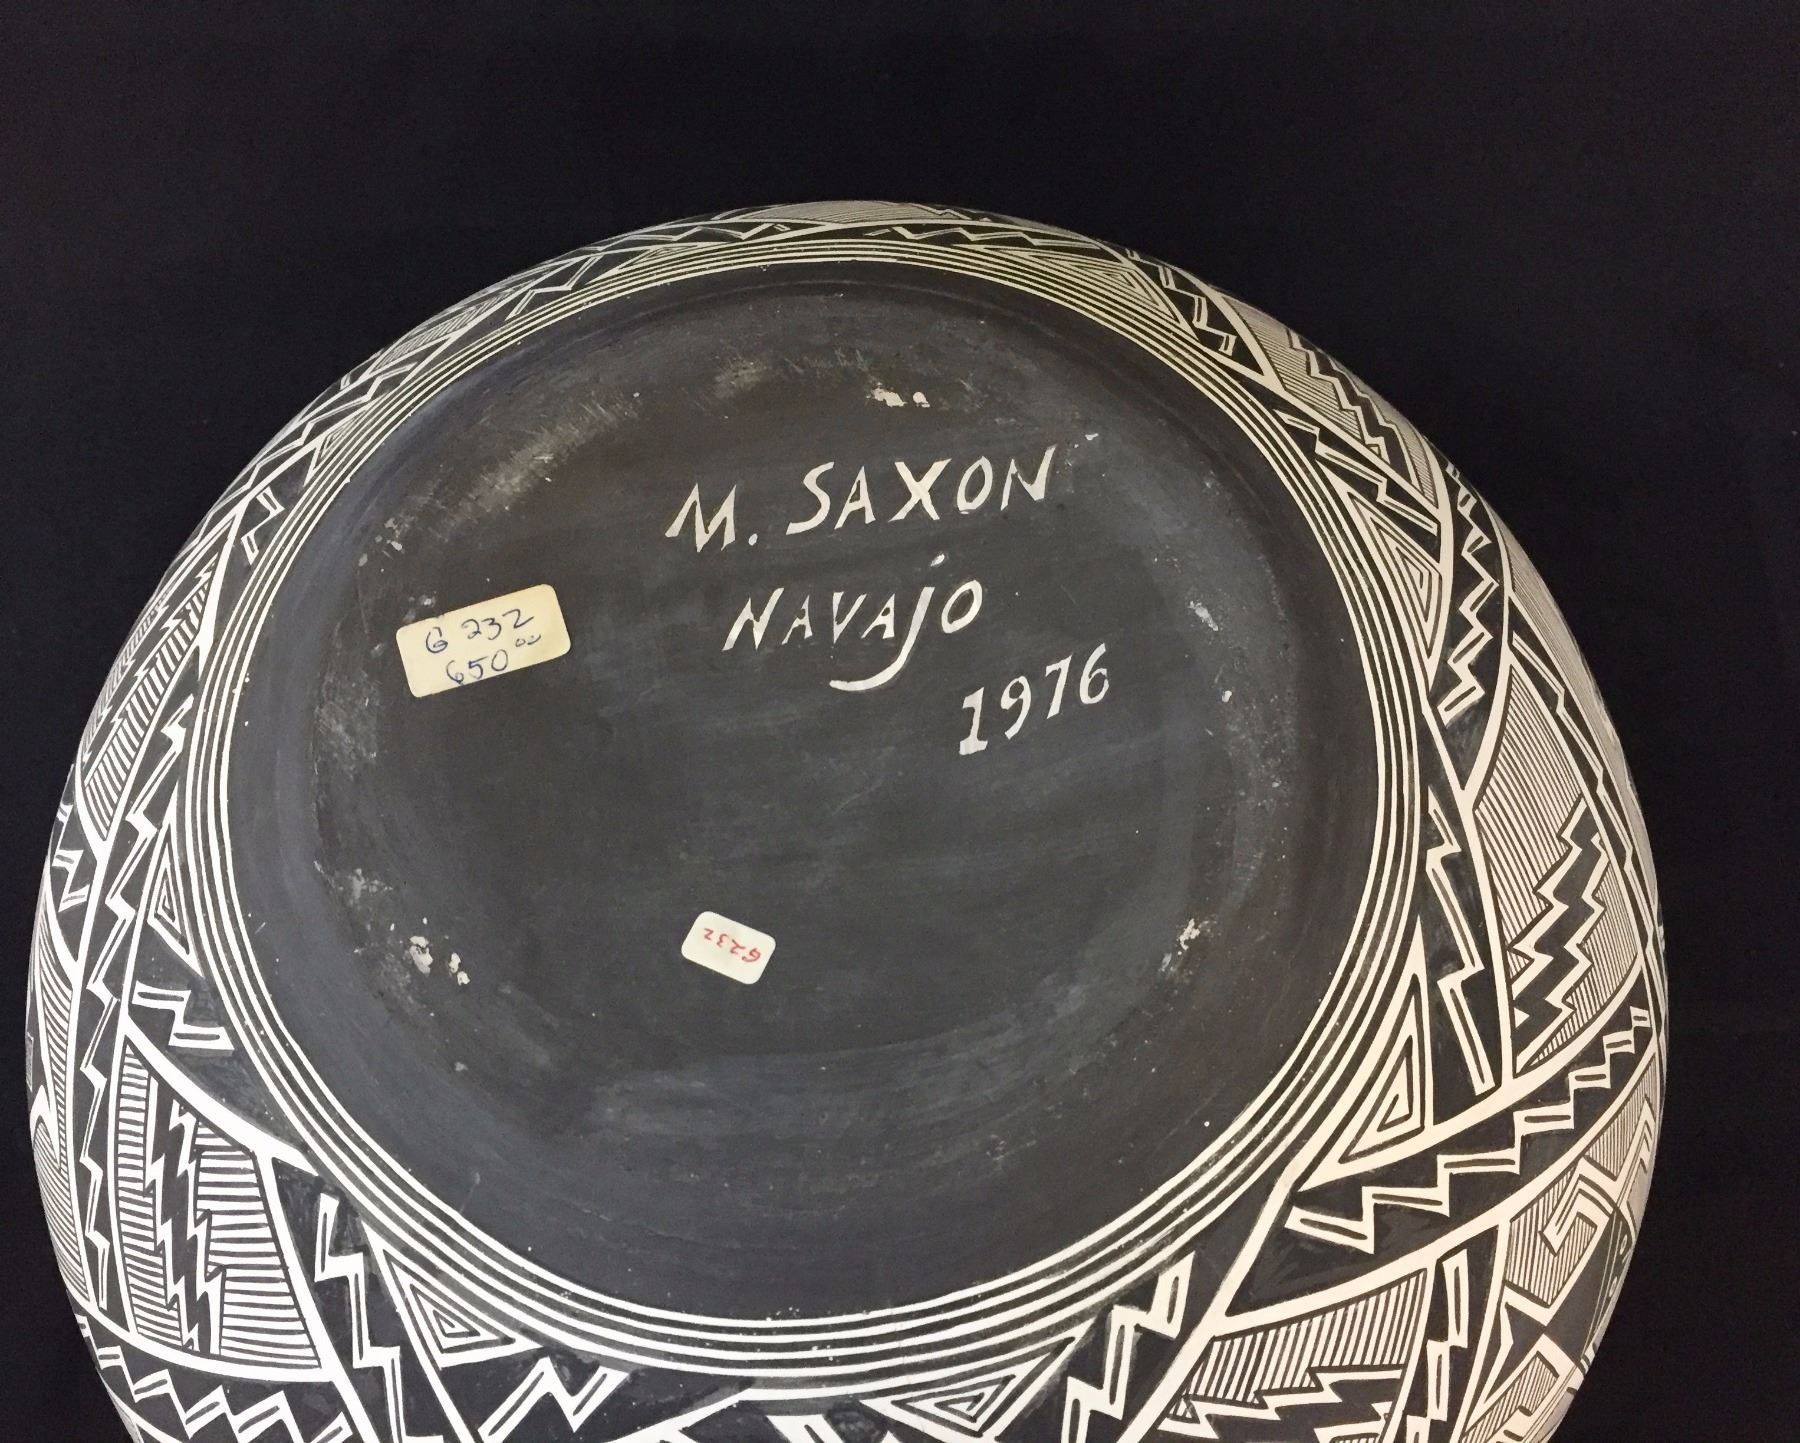 M. SAXON
NAVAJO
1976
G 232
650 00
G232